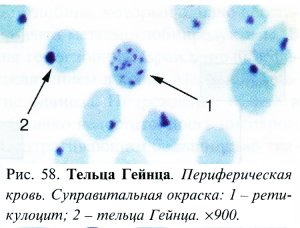 1
2
Рис. 58. Тельца Гейнца. Периферическая
кровь. Суправитальная окраска: 1 – рети-
кулоцит; 2 – тельца Гейнца. ×900.